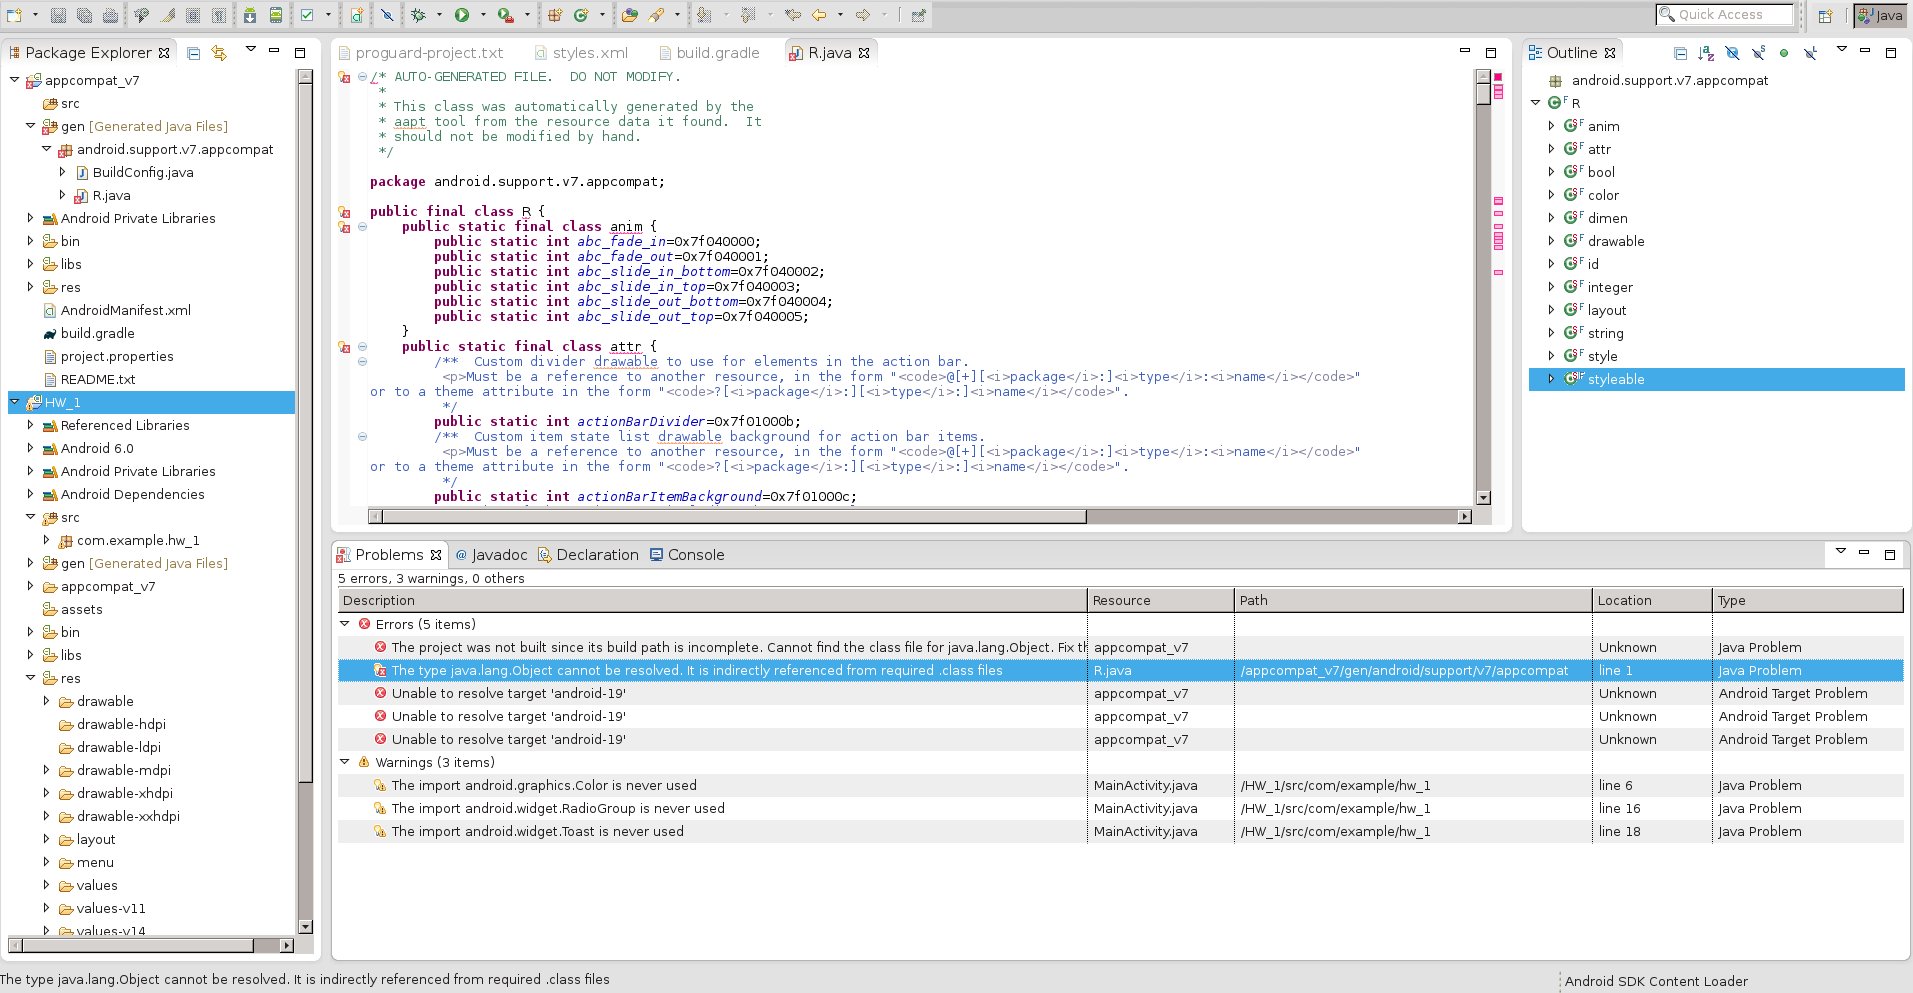 Quick Access
Java
Package Explorer
appcompat_v7
src
gen [Generated Java Files]
android.support.v7.appcompat
BuildConfig.java
R.java
Android Private Libraries
bin
libs
res
AndroidManifest.xml
build.gradle
project.properties
README.txt
HW_1
Referenced Libraries
Android 6.0
Android Private Libraries
Android Dependencies
src
com.example.hw_1
gen [Generated Java Files]
appcompat_v7
assets
bin
libs
res
drawable
drawable-hdpi
drawable-ldpi
drawable-mdpi
drawable-xhdpi
drawable-xxhdpi
layout
menu
values
values-v11
values-v14
proguard-project.txt
styles.xml
build.gradle
R.java
/* AUTO-GENERATED FILE.  DO NOT MODIFY.
*
* This class was automatically generated by the
* aapt tool from the resource data it found.  It
* should not be modified by hand.
*/
package android.support.v7.appcompat;
public final class R {
public static final class anim {
public static int abc_fade_in=0x7f040000;
public static int abc_fade_out=0x7f040001;
public static int abc_slide_in_bottom=0x7f040002;
public static int abc_slide_in_top=0x7f040003;
public static int abc_slide_out_bottom=0x7f040004;
public static int abc_slide_out_top=0x7f040005;
}
public static final class attr {
/**  Custom divider drawable to use for elements in the action bar.
<p>Must be a reference to another resource, in the form "<code>@[+][<i>package</i>:]<i>type</i>:<i>name</i></code>"
or to a theme attribute in the form "<code>?[<i>package</i>:][<i>type</i>:]<i>name</i></code>".
*/
public static int actionBarDivider=0x7f01000b;
/**  Custom item state list drawable background for action bar items.
<p>Must be a reference to another resource, in the form "<code>@[+][<i>package</i>:]<i>type</i>:<i>name</i></code>"
or to a theme attribute in the form "<code>?[<i>package</i>:][<i>type</i>:]<i>name</i></code>".
*/
public static int actionBarItemBackground=0x7f01000c;
Outline
android.support.v7.appcompat
R
anim
attr
bool
color
dimen
drawable
id
integer
layout
string
style
styleable
Problems @ Javadoc Declaration Console
5 errors, 3 warnings, 0 others
Description Resource Path Location Type
Errors (5 items)
The project was not built since its build path is incomplete. Cannot find the class file for java.lang.Object. Fix th appcompat_v7 Unknown Java Problem
The type java.lang.Object cannot be resolved. It is indirectly referenced from required .class files R.java /appcompat_v7/gen/android/support/v7/appcompat line 1 Java Problem
Unable to resolve target 'android-19' appcompat_v7 Unknown Android Target Problem
Unable to resolve target 'android-19' appcompat_v7 Unknown Android Target Problem
Unable to resolve target 'android-19' appcompat_v7 Unknown Android Target Problem
Warnings (3 items)
The import android.graphics.Color is never used MainActivity.java /HW_1/src/com/example/hw_1 line 6 Java Problem
The import android.widget.RadioGroup is never used MainActivity.java /HW_1/src/com/example/hw_1 line 16 Java Problem
The import android.widget.Toast is never used MainActivity.java /HW_1/src/com/example/hw_1 line 18 Java Problem
The type java.lang.Object cannot be resolved. It is indirectly referenced from required .class files
Android SDK Content Loader